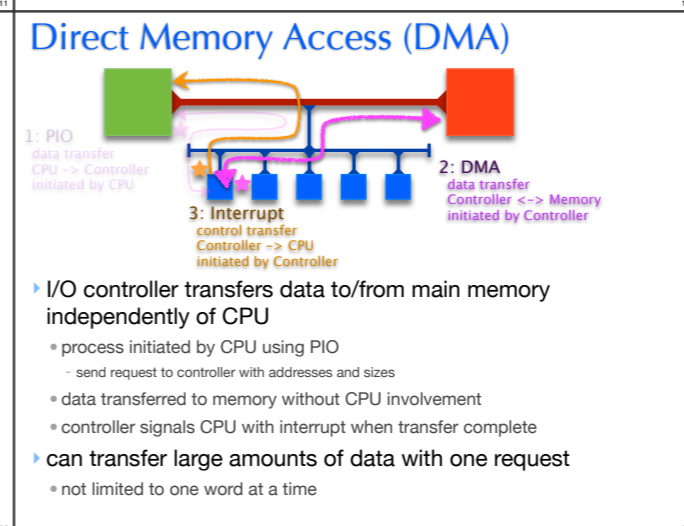 11
1
Direct Memory Access (DMA)
1: PIO
data transfer
CPU -> Controller
initiated by CPU
2: DMA
data transfer
Controller <-> Memory
initiated by Controller
3: Interrupt
control transfer
Controller -> CPU
initiated by Controller
I/O controller transfers data to/from main memory
independently of CPU
process initiated by CPU using PIO
- send request to controller with addresses and sizes
data transferred to memory without CPU involvement
controller signals CPU with interrupt when transfer complete
can transfer large amounts of data with one request
not limited to one word at a time